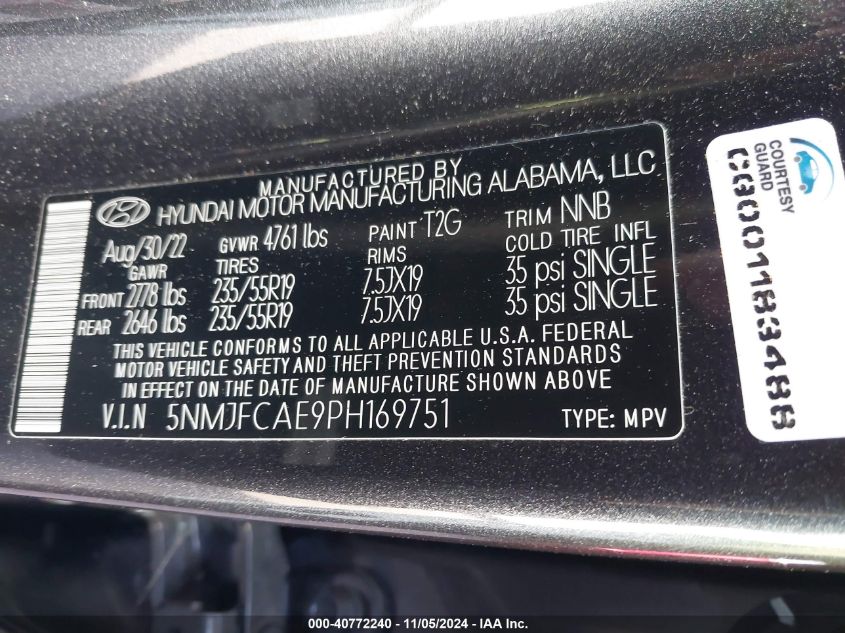 MANUFACTURED BY
HYUNDAI MOTOR MANUFACTURING ALABAMA, LLC
Aug/30/22 GVWR 4761 lbs PAINT T2G TRIM NNB
GAWR TIRES RIMS COLD TIRE INFL
FRONT 2778 lbs 235/55R19 7.5JX19 35 psi SINGLE
REAR 2646 lbs 235/55R19 7.5JX19 35 psi SINGLE
THIS VEHICLE CONFORMS TO ALL APPLICABLE U.S.A. FEDERAL
MOTOR VEHICLE SAFETY AND THEFT PREVENTION STANDARDS
IN EFFECT ON THE DATE OF MANUFACTURE SHOWN ABOVE
V.I.N 5NMJFCAE9PH169751 TYPE: MPV
COURTESY
GUARD
CG0001183488
000-40772240 - 11/05/2024 - IAA Inc.